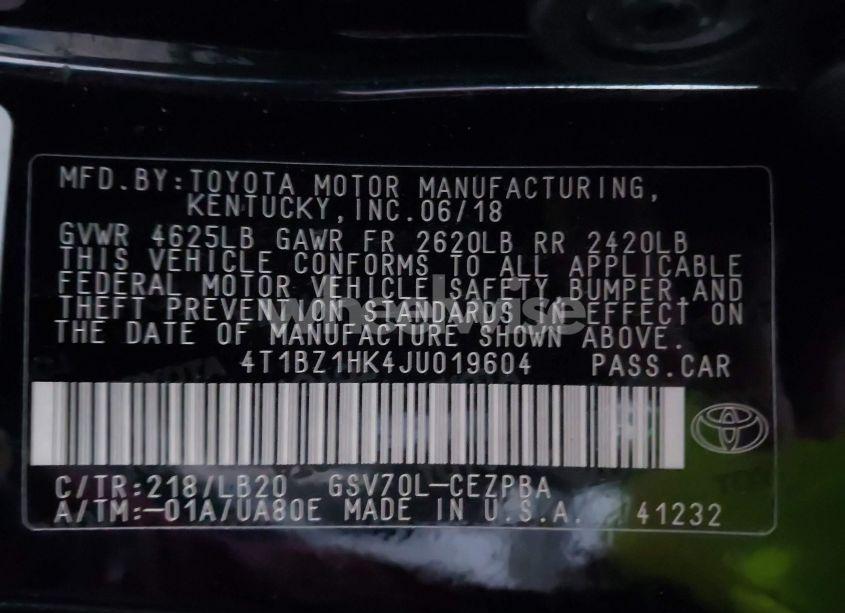 MFD.BY:TOYOTA MOTOR MANUFACTURING,
KENTUCKY,INC.06/18
GVWR 4625LB GAWR FR 2620LB RR 2420LB
THIS VEHICLE CONFORMS TO ALL APPLICABLE
FEDERAL MOTOR VEHICLE SAFETY, BUMPER,AND
THEFT PREVENTION STANDARDS IN EFFECT ON
THE DATE OF MANUFACTURE SHOWN ABOVE.
wheelwise
4T1BZ1HK4JU019604 PASS.CAR
C/TR:218/LB20 GSV70L-CEZPBA
A/TM:-01A/UA80E MADE IN U.S.A. 41232